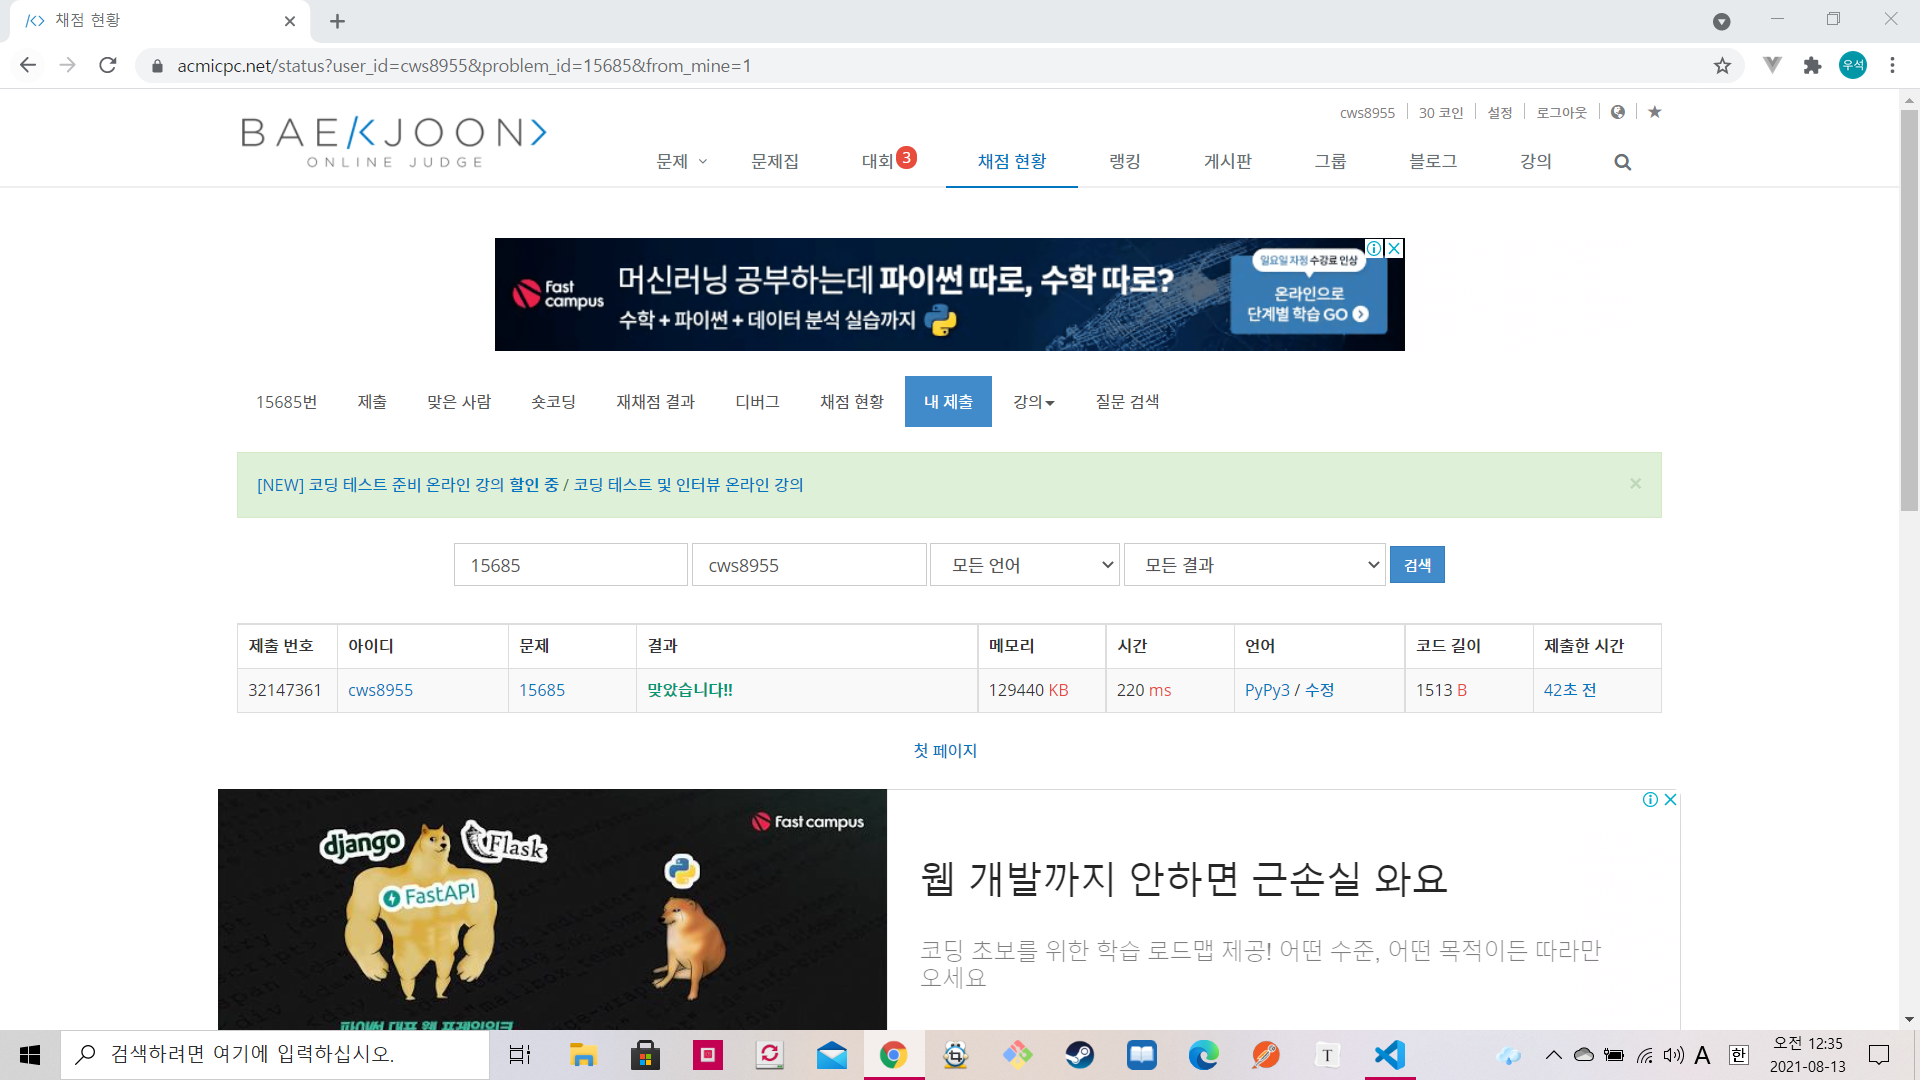 채점 현황
acmicpc.net/status?user_id=cws8955&problem_id=15685&from_mine=1
우석
cws8955 30 코인 설정 로그아웃
BAEKJOON>
ONLINE JUDGE
문제 문제집 대회 3 채점 현황 랭킹 게시판 그룹 블로그 강의
Fast campus
머신러닝 공부하는데 파이썬 따로, 수학 따로?
수학 + 파이썬 + 데이터 분석 실습까지
일요일 자정 수강료 인상
온라인으로
단계별 학습 GO
15685번 제출 맞은 사람 숏코딩 재채점 결과 디버그 채점 현황 내 제출 강의 질문 검색
[NEW] 코딩 테스트 준비 온라인 강의 할인 중 / 코딩 테스트 및 인터뷰 온라인 강의
15685 cws8955 모든 언어 모든 결과 검색
제출 번호 아이디 문제 결과 메모리 시간 언어 코드 길이 제출한 시간
32147361 cws8955 15685 맞았습니다!! 129440 KB 220 ms PyPy3 / 수정 1513 B 42초 전
첫 페이지
Fast campus
django Flask
FastAPI
웹 개발까지 안하면 근손실 와요
코딩 초보를 위한 학습 로드맵 제공! 어떤 수준, 어떤 목적이든 따라만
오세요
검색하려면 여기에 입력하십시오.
T
A
한
오전 12:35
2021-08-13